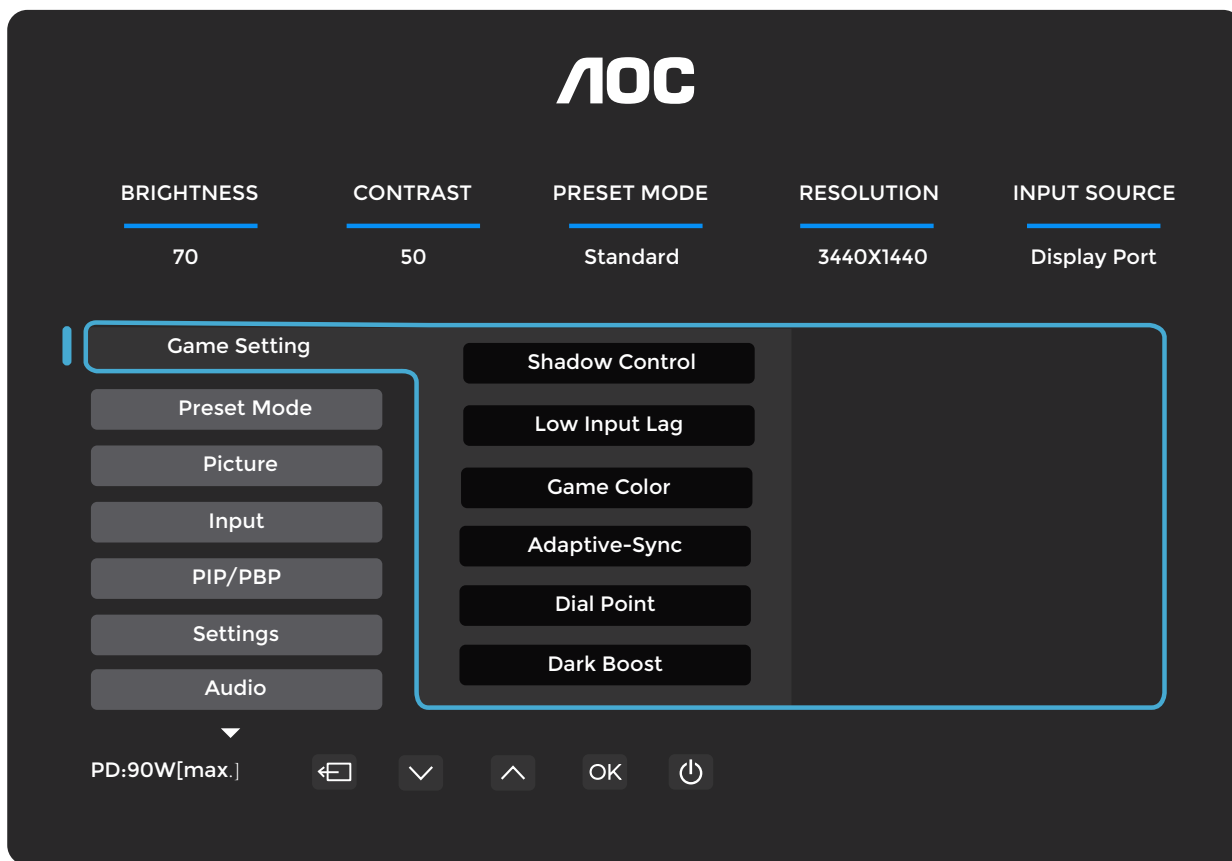 AOC
BRIGHTNESS CONTRAST PRESET MODE RESOLUTION INPUT SOURCE
70 50 Standard 3440X1440 Display Port
Game Setting
Preset Mode
Picture
Input
PIP/PBP
Settings
Audio
Shadow Control
Low Input Lag
Game Color
Adaptive-Sync
Dial Point
Dark Boost
PD:90W[max.] OK